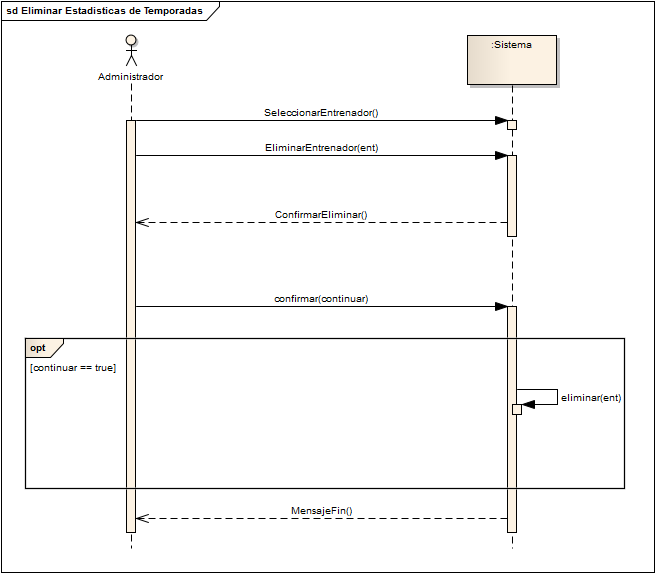 sd Eliminar Estadisticas de Temporadas
:Sistema
Administrador
SeleccionarEntrenador()
EliminarEntrenador(ent)
ConfirmarEliminar()
confirmar(continuar)
opt
[continuar == true]
eliminar(ent)
MensajeFin()